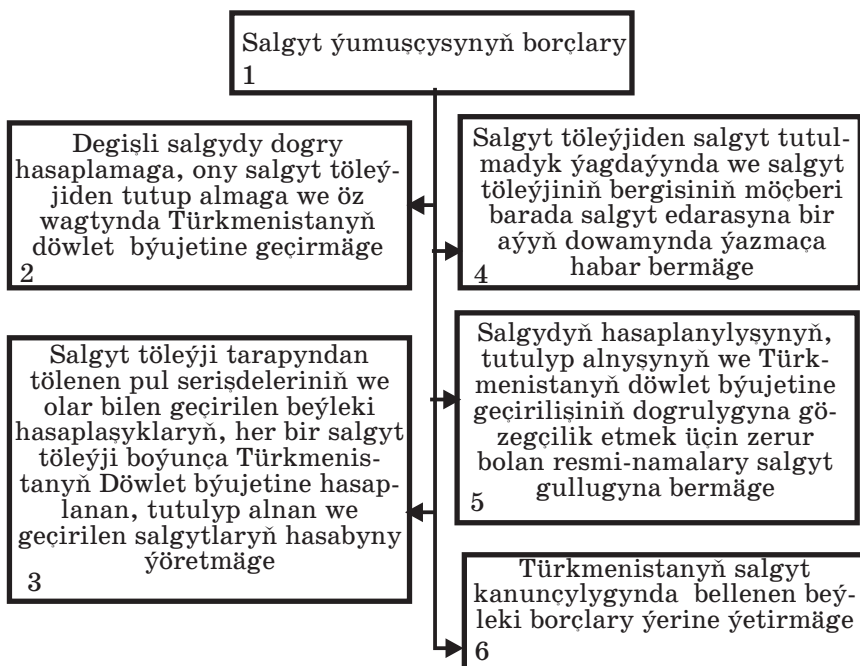 Salgyt ýumuşçysynyň borçlary
1
Degişli salgydy dogry
hasaplamaga, ony salgyt töleý-
jiden tutup almaga we öz
wagtynda Türkmenistanyň
döwlet býujetine geçirmäge
2
Salgyt töleýji tarapyndan
tölenen pul serişdeleriniň we
olar bilen geçirilen beýleki
hasaplaşyklaryň, her bir salgyt
töleýji boýunça Türkmenis-
tanyň Döwlet býujetine hasap-
lanan, tutulyp alnan we
geçirilen salgytlaryň hasabyny
ýöretmäge
3
Salgyt töleýjiden salgyt tutul-
madyk ýagdaýynda we salgyt
töleýjiniň bergisiniň möçberi
barada salgyt edarasyna bir
aýyň dowamynda ýazmaça
habar bermäge
4
Salgydyň hasaplanylyşynyň,
tutulyp alnyşynyň we Türk-
menistanyň döwlet býujetine
geçirilişiniň dogrulygyna gö-
zegçilik etmek üçin zerur
bolan resmi-namalary salgyt
gullugyna bermäge
5
Türkmenistanyň salgyt
kanunçylygynda bellenen beý-
leki borçlary ýerine ýetirmäge
6